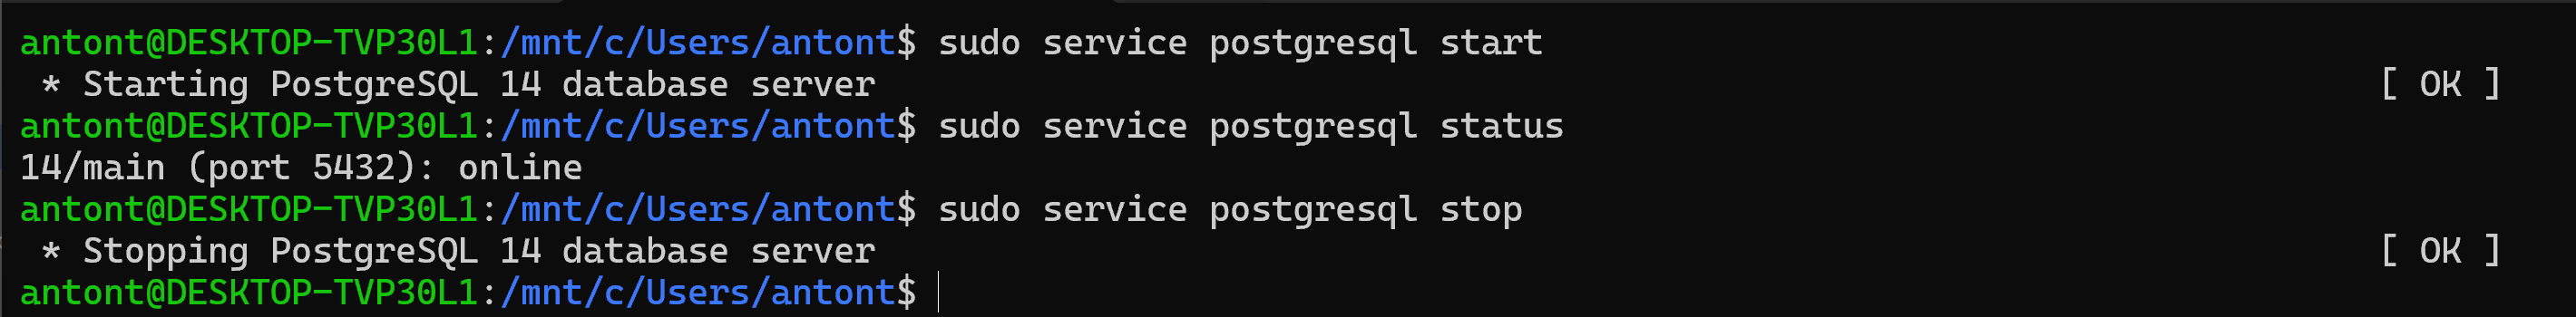 antont@DESKTOP-TVP30L1:/mnt/c/Users/antont$ sudo service postgresql start
 * Starting PostgreSQL 14 database server [ OK ]
antont@DESKTOP-TVP30L1:/mnt/c/Users/antont$ sudo service postgresql status
14/main (port 5432): online
antont@DESKTOP-TVP30L1:/mnt/c/Users/antont$ sudo service postgresql stop
 * Stopping PostgreSQL 14 database server [ OK ]
antont@DESKTOP-TVP30L1:/mnt/c/Users/antont$